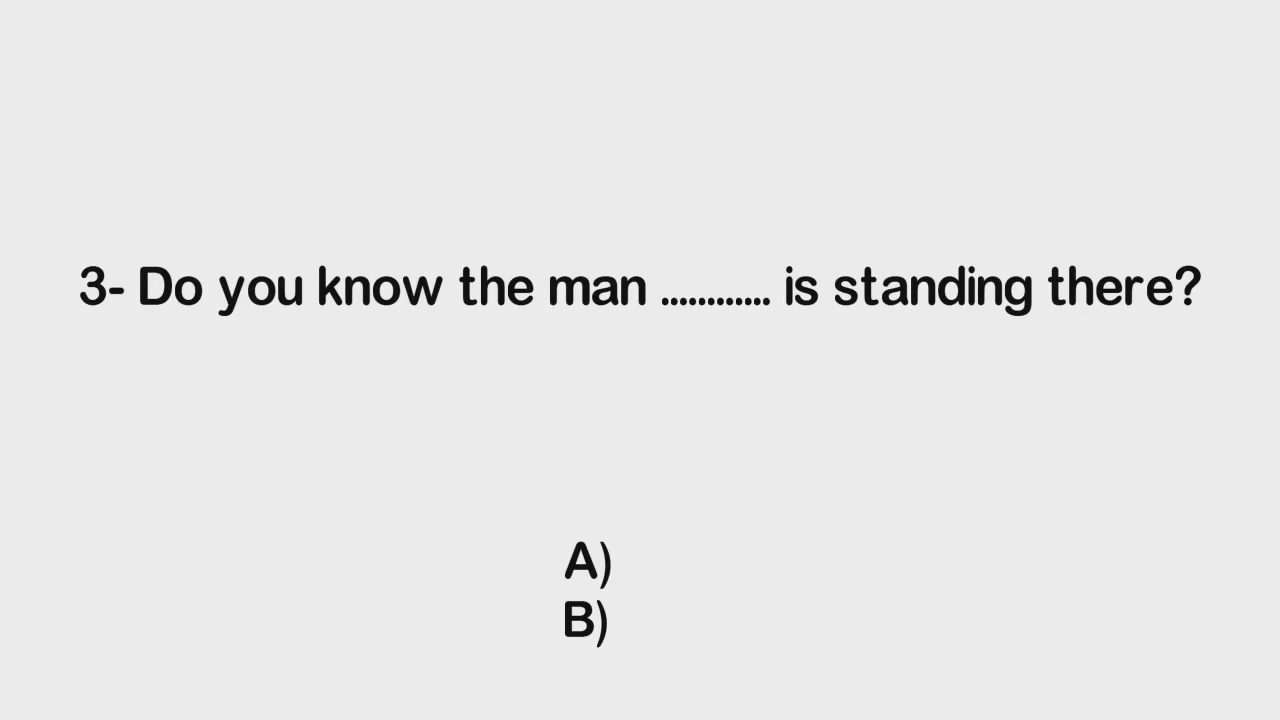 3- Do you know the man ............ is standing there?
A)
B)